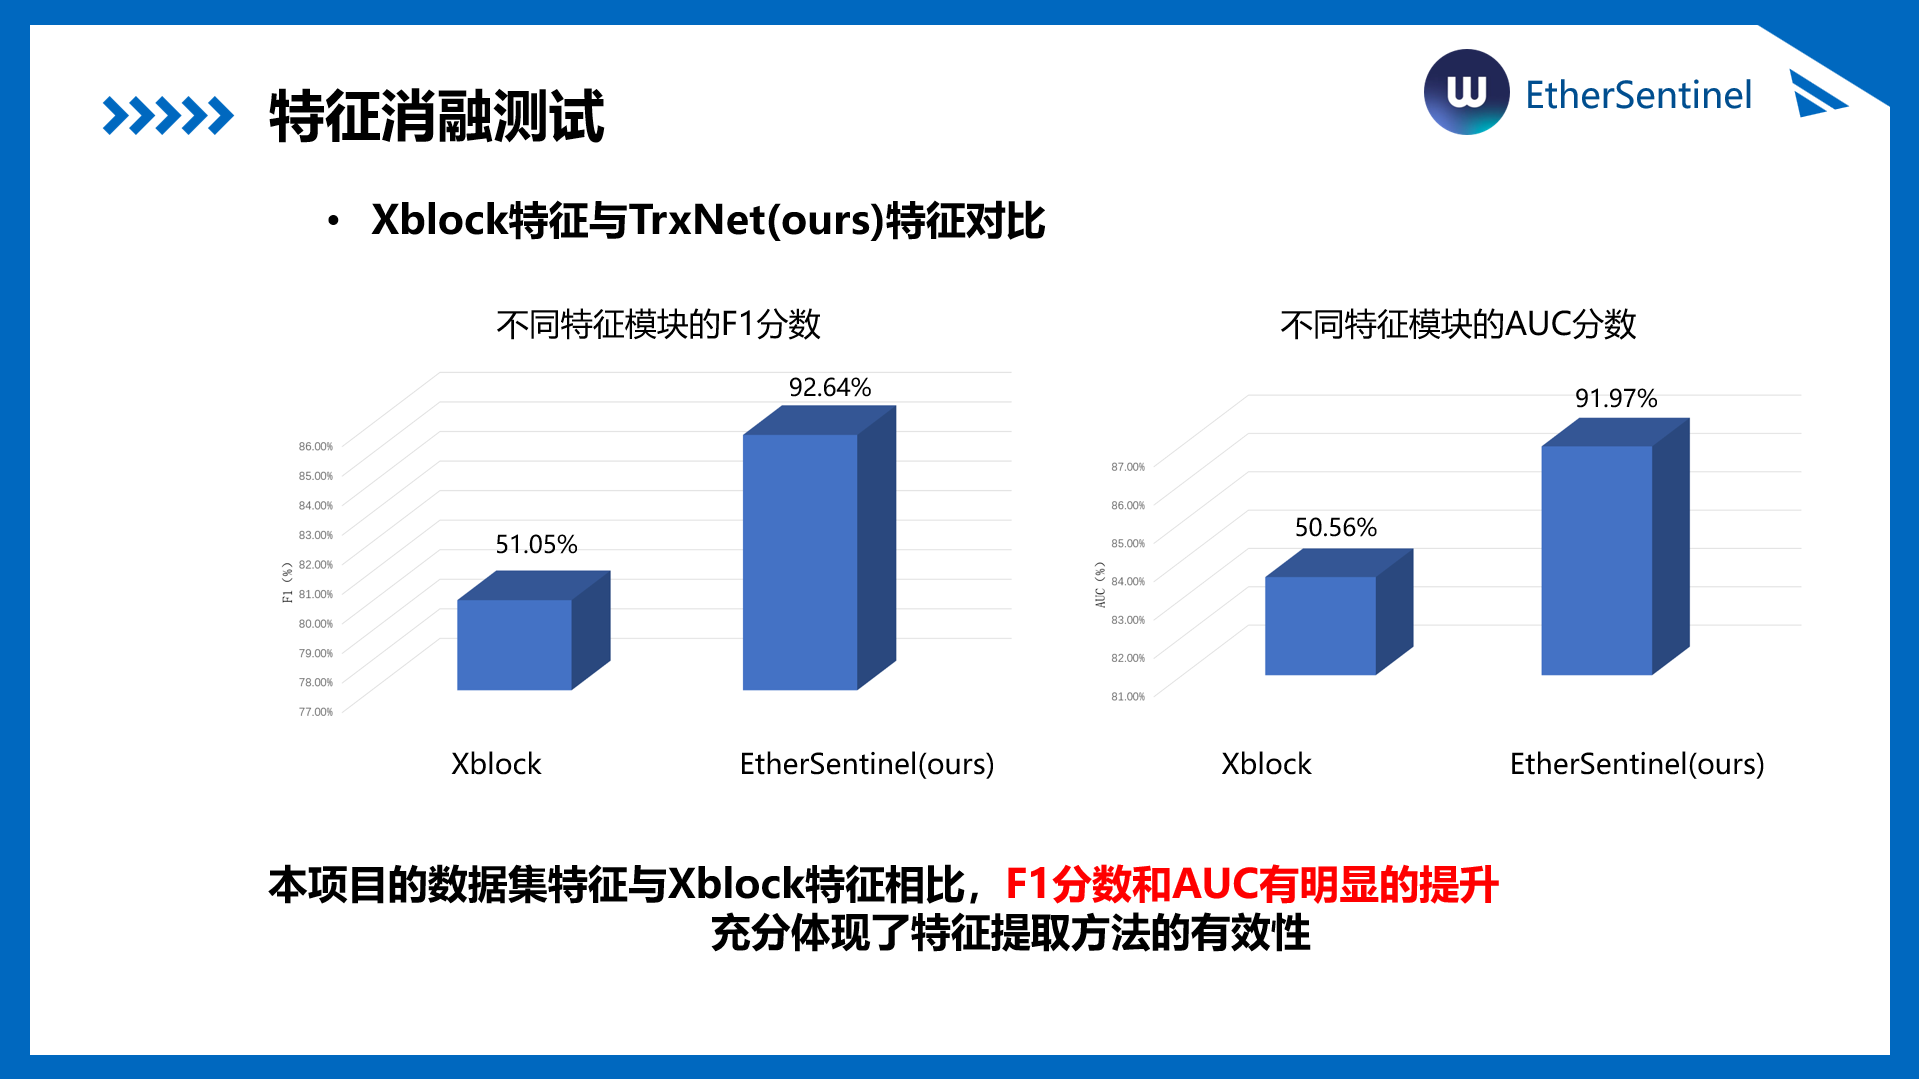 特征消融测试
W EtherSentinel
• Xblock特征与TrxNet(ours)特征对比
不同特征模块的F1分数
92.64%
51.05%
86.00%
85.00%
84.00%
83.00%
82.00%
81.00%
80.00%
79.00%
78.00%
77.00%
F1（%）
Xblock
EtherSentinel(ours)
不同特征模块的AUC分数
91.97%
50.56%
87.00%
86.00%
85.00%
84.00%
83.00%
82.00%
81.00%
AUC（%）
Xblock
EtherSentinel(ours)
本项目的数据集特征与Xblock特征相比，F1分数和AUC有明显的提升
充分体现了特征提取方法的有效性